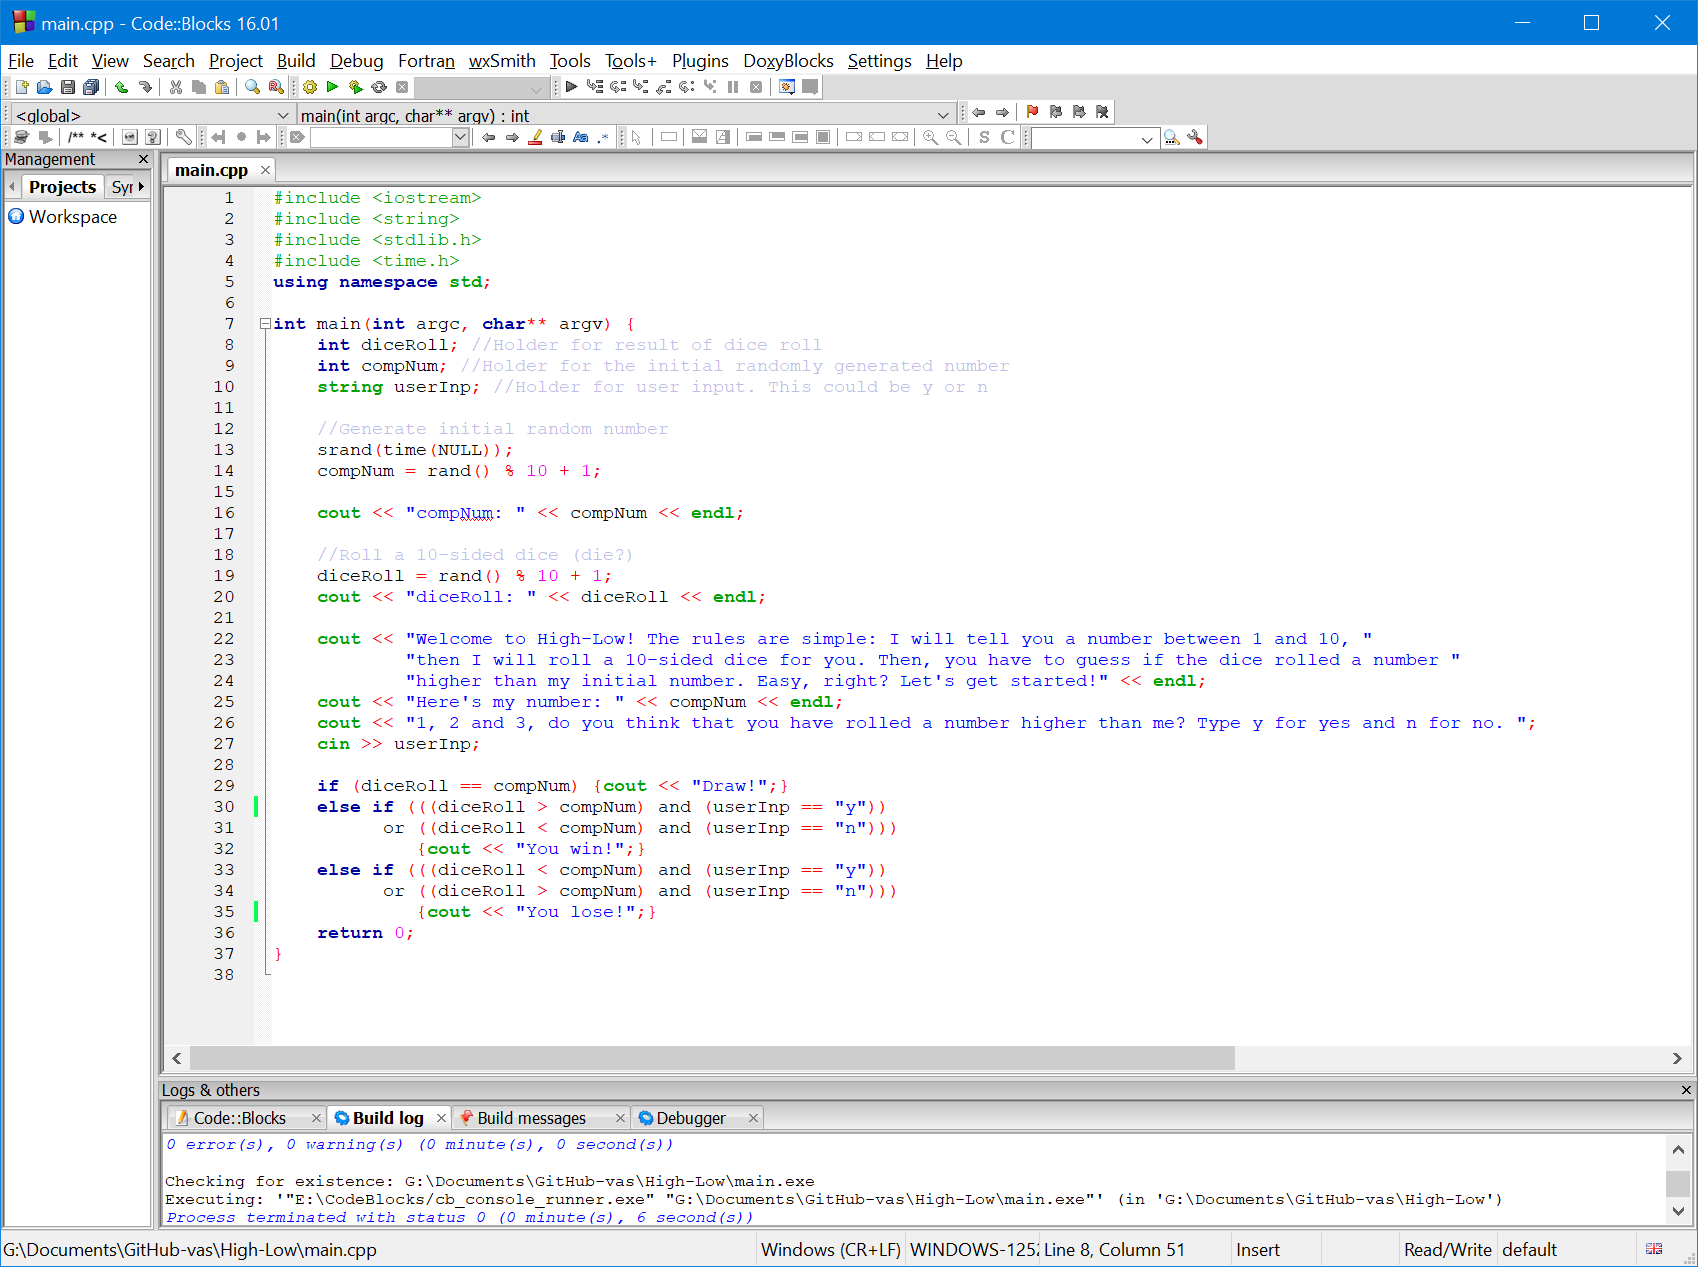 main.cpp - Code::Blocks 16.01
File Edit View Search Project Build Debug Fortran wxSmith Tools Tools+ Plugins DoxyBlocks Settings Help
<global> main(int argc, char** argv) : int
/** *<
Aa .* S C
Management
Projects Syr
Workspace
main.cpp
1 #include <iostream>
2 #include <string>
3 #include <stdlib.h>
4 #include <time.h>
5 using namespace std;
6
7 int main(int argc, char** argv) {
8     int diceRoll; //Holder for result of dice roll
9     int compNum; //Holder for the initial randomly generated number
10     string userInp; //Holder for user input. This could be y or n
11
12     //Generate initial random number
13     srand(time(NULL));
14     compNum = rand() % 10 + 1;
15
16     cout << "compNum: " << compNum << endl;
17
18     //Roll a 10-sided dice (die?)
19     diceRoll = rand() % 10 + 1;
20     cout << "diceRoll: " << diceRoll << endl;
21
22     cout << "Welcome to High-Low! The rules are simple: I will tell you a number between 1 and 10, "
23             "then I will roll a 10-sided dice for you. Then, you have to guess if the dice rolled a number "
24             "higher than my initial number. Easy, right? Let's get started!" << endl;
25     cout << "Here's my number: " << compNum << endl;
26     cout << "1, 2 and 3, do you think that you have rolled a number higher than me? Type y for yes and n for no. ";
27     cin >> userInp;
28
29     if (diceRoll == compNum) {cout << "Draw!";}
30     else if (((diceRoll > compNum) and (userInp == "y"))
31           or ((diceRoll < compNum) and (userInp == "n")))
32              {cout << "You win!";}
33     else if (((diceRoll < compNum) and (userInp == "y"))
34           or ((diceRoll > compNum) and (userInp == "n")))
35              {cout << "You lose!";}
36     return 0;
37 }
38
Logs & others
Code::Blocks Build log Build messages Debugger
0 error(s), 0 warning(s) (0 minute(s), 0 second(s))
Checking for existence: G:\Documents\GitHub-vas\High-Low\main.exe
Executing: '"E:\CodeBlocks/cb_console_runner.exe" "G:\Documents\GitHub-vas\High-Low\main.exe"' (in 'G:\Documents\GitHub-vas\High-Low')
Process terminated with status 0 (0 minute(s), 6 second(s))
G:\Documents\GitHub-vas\High-Low\main.cpp Windows (CR+LF) WINDOWS-1252 Line 8, Column 51 Insert Read/Write default